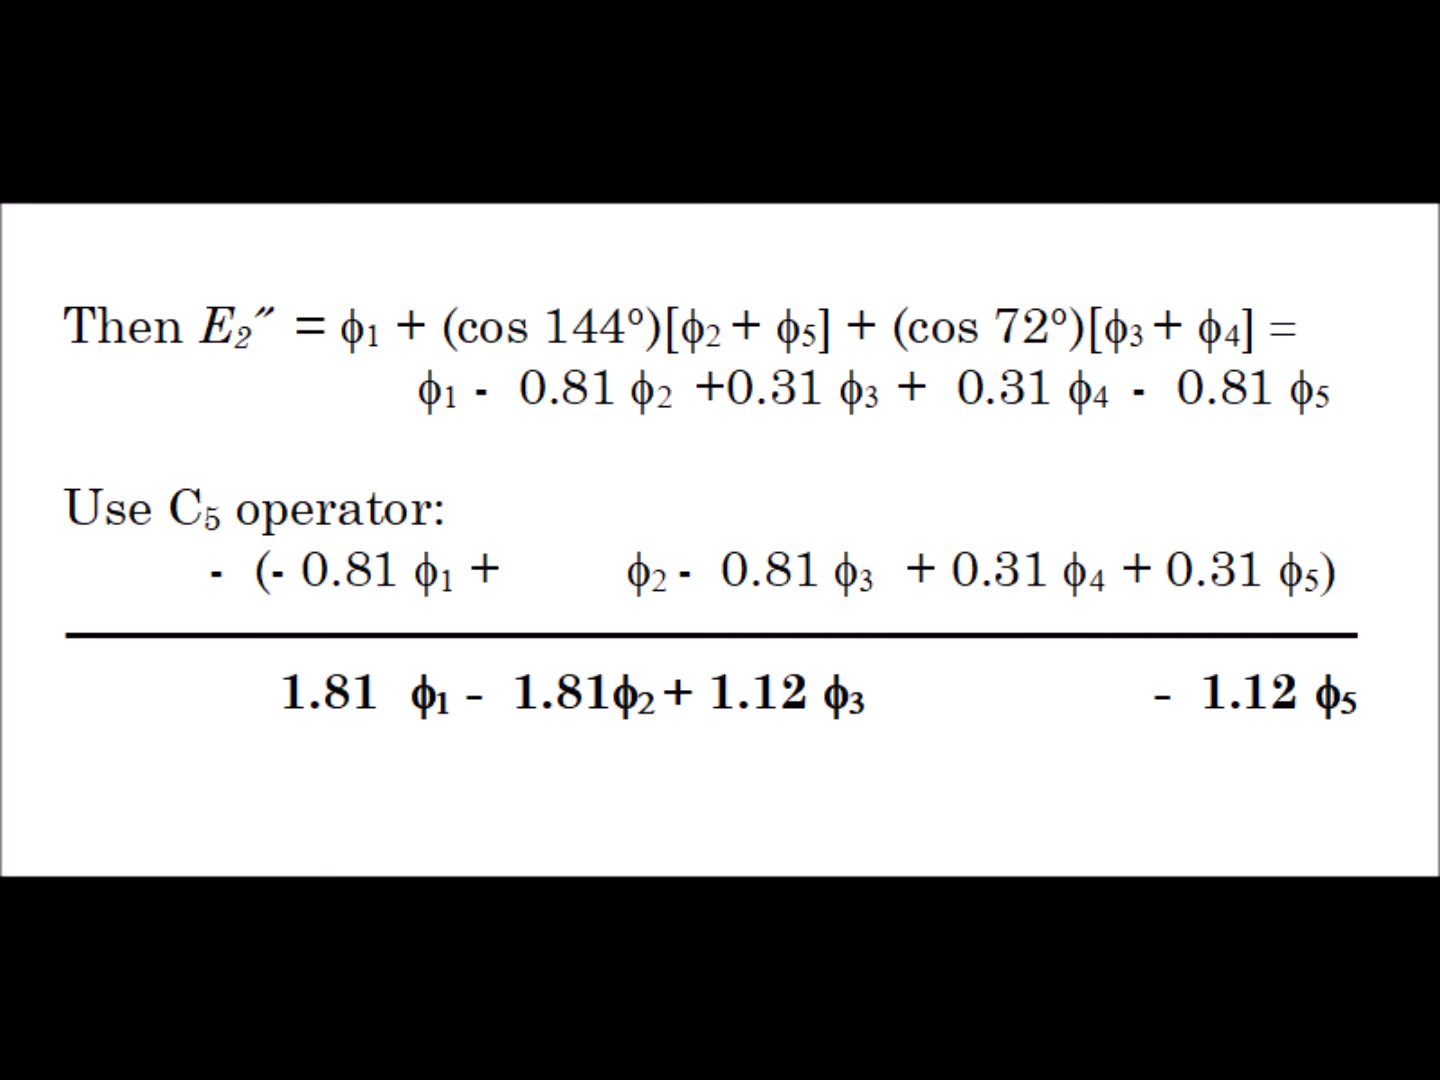 Then E₂″ = ϕ₁ + (cos 144º)[ϕ₂ + ϕ₅] + (cos 72º)[ϕ₃ + ϕ₄] =
ϕ₁ - 0.81 ϕ₂ +0.31 ϕ₃ + 0.31 ϕ₄ - 0.81 ϕ₅
Use C₅ operator:
- (- 0.81 ϕ₁ + ϕ₂ - 0.81 ϕ₃ + 0.31 ϕ₄ + 0.31 ϕ₅)
1.81 ϕ₁ – 1.81ϕ₂ + 1.12 ϕ₃ – 1.12 ϕ₅